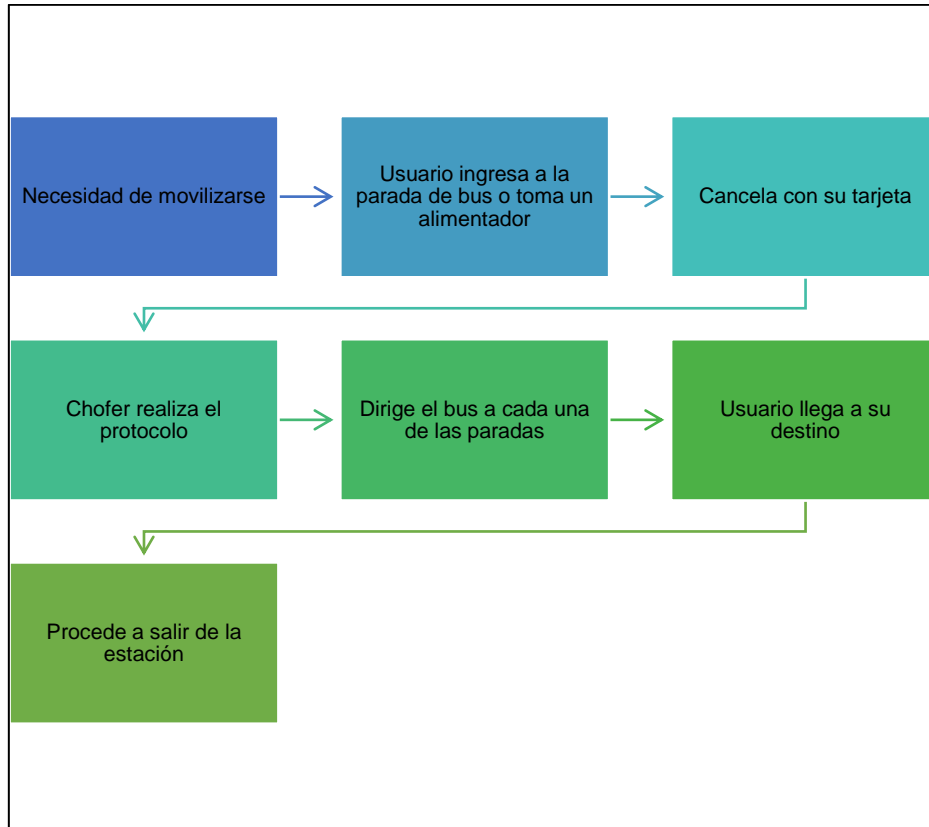 Necesidad de movilizarse
Usuario ingresa a la
parada de bus o toma un
alimentador
Cancela con su tarjeta
Chofer realiza el
protocolo
Dirige el bus a cada una
de las paradas
Usuario llega a su
destino
Procede a salir de la
estación